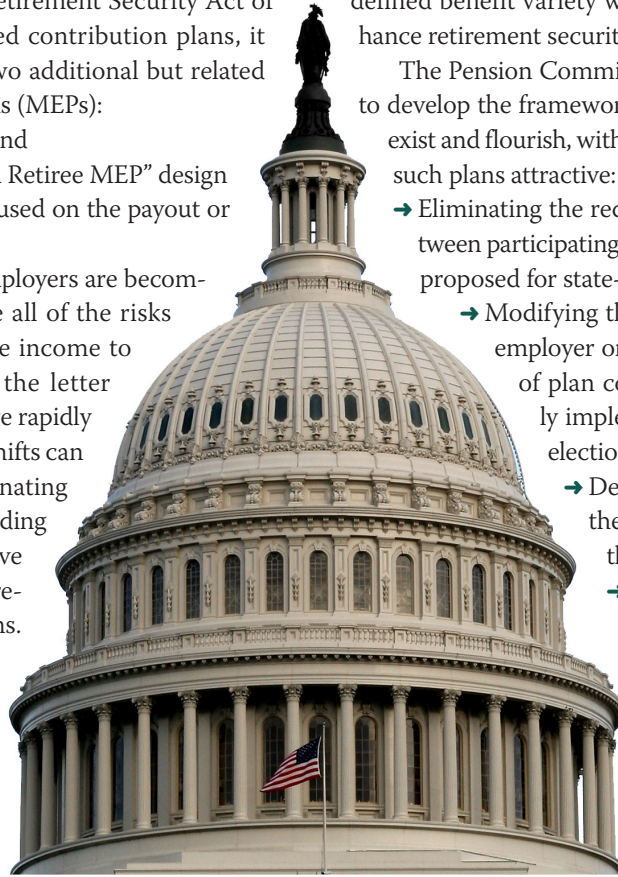 etirement Security Act of
ed contribution plans, it
wo additional but related
s (MEPs):
nd
Retiree MEP” design
used on the payout or
ployers are becom-
e all of the risks
e income to
the letter
e rapidly
hifts can
nating
ding
ve
re-
ns.
defined benefit variety w
hance retirement securit
The Pension Commi
to develop the framewor
exist and flourish, with
such plans attractive:
➜ Eliminating the rec
tween participating
proposed for state-
➜ Modifying th
employer or
of plan co
ly imple
electio
➜ De
the
th
➜